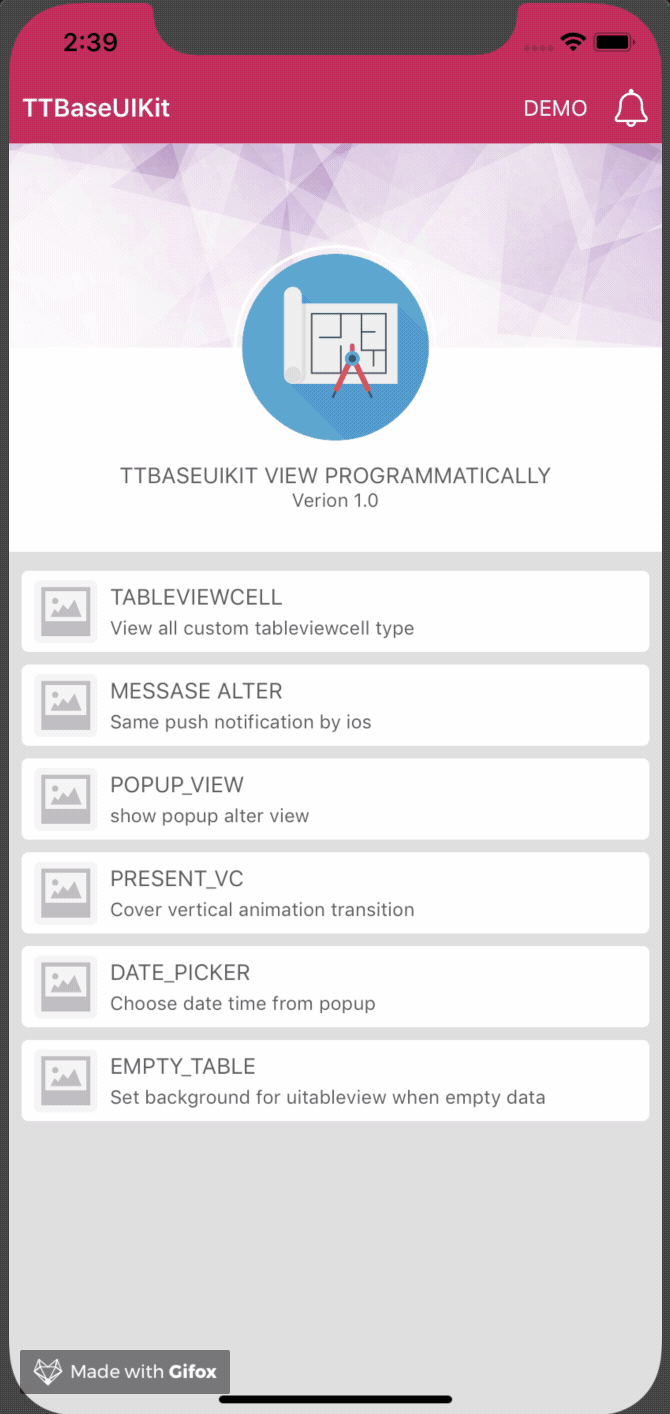 2:39
TTBaseUIKit DEMO
TTBASEUIKIT VIEW PROGRAMMATICALLY
Verion 1.0
TABLEVIEWCELL
View all custom tableviewcell type
MESSASE ALTER
Same push notification by ios
POPUP_VIEW
show popup alter view
PRESENT_VC
Cover vertical animation transition
DATE_PICKER
Choose date time from popup
EMPTY_TABLE
Set background for uitableview when empty data
Made with Gifox